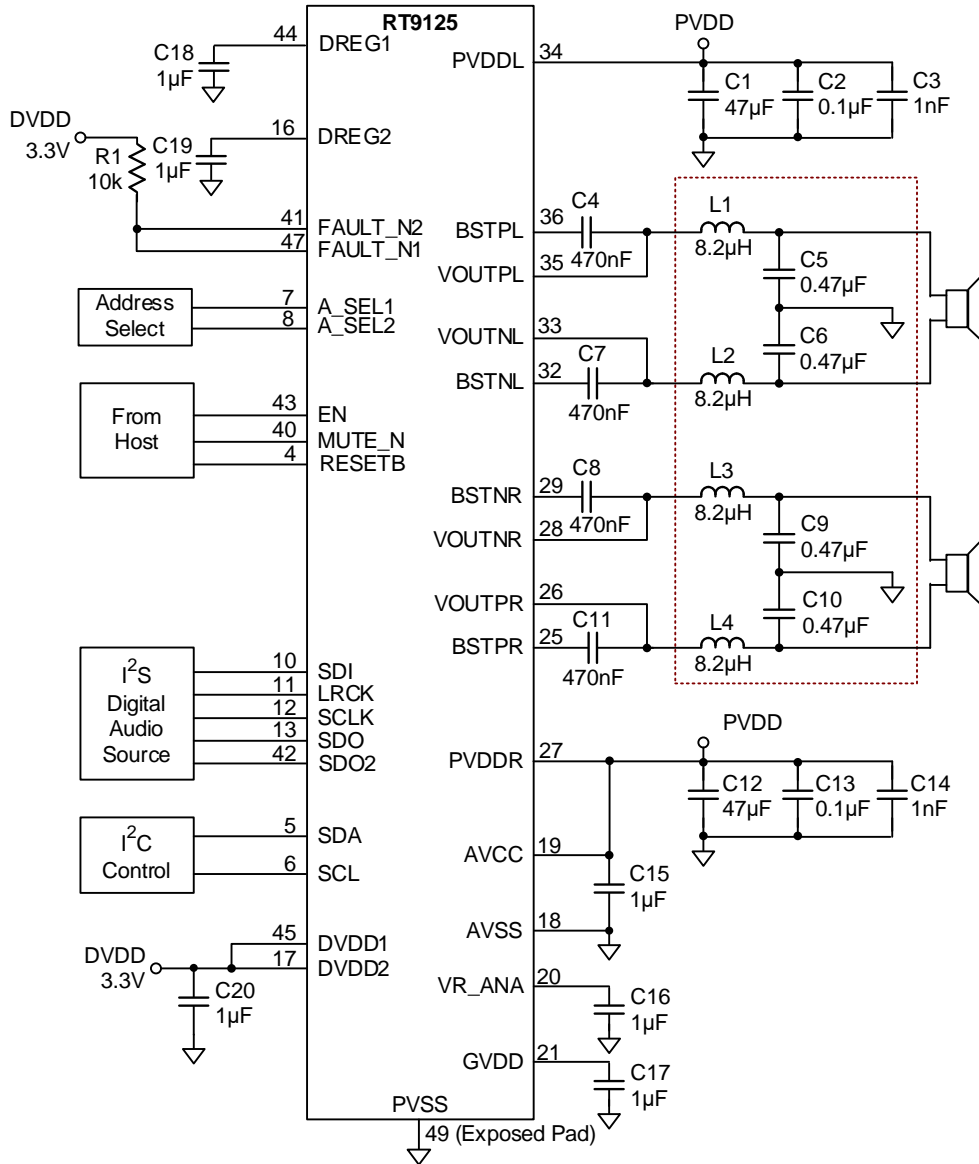 RT9125
44
DREG1
C18
1µF
16
DREG2
C19
1µF
DVDD
3.3V
R1
10k
41
FAULT_N2
47
FAULT_N1
Address
Select
7
A_SEL1
8
A_SEL2
From
Host
43
EN
40
MUTE_N
4
RESETB
I²S
Digital
Audio
Source
10
SDI
11
LRCK
12
SCLK
13
SDO
42
SDO2
I²C
Control
5
SDA
6
SCL
DVDD
3.3V
45
DVDD1
17
DVDD2
C20
1µF
PVSS
49 (Exposed Pad)
PVDD
PVDDL
34
C1
47µF
C2
0.1µF
C3
1nF
BSTPL
36
C4
470nF
VOUTPL
35
L1
8.2µH
C5
0.47µF
VOUTNL
33
C6
0.47µF
BSTNL
32
C7
470nF
L2
8.2µH
BSTNR
29
C8
470nF
VOUTNR
28
L3
8.2µH
C9
0.47µF
VOUTPR
26
C10
0.47µF
BSTPR
25
C11
470nF
L4
8.2µH
PVDD
PVDDR
27
C12
47µF
C13
0.1µF
C14
1nF
AVCC
19
C15
1µF
AVSS
18
VR_ANA
20
C16
1µF
GVDD
21
C17
1µF